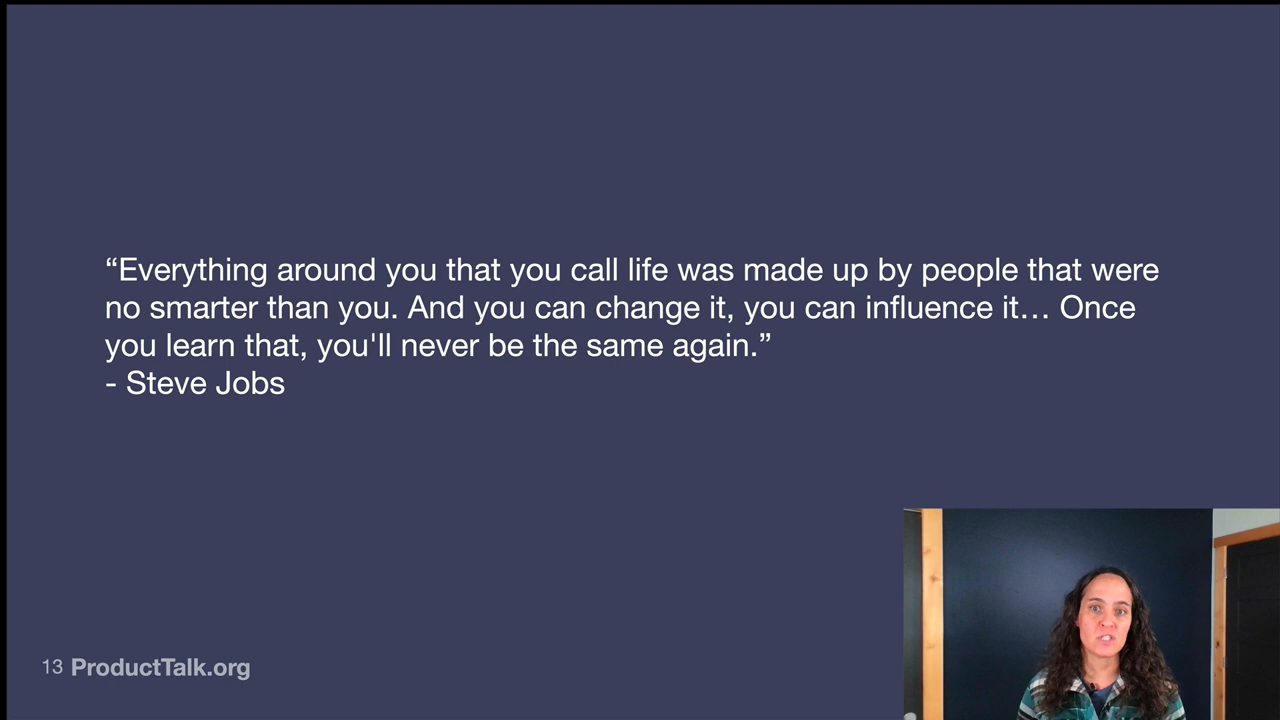 “Everything around you that you call life was made up by people that were
no smarter than you. And you can change it, you can influence it… Once
you learn that, you'll never be the same again.”
- Steve Jobs
13 ProductTalk.org